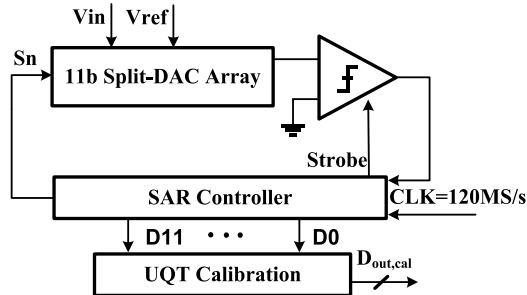 Vin Vref
Sn
11b Split-DAC Array
Strobe
SAR Controller
CLK=120MS/s
D11 • • • D0
UQT Calibration
Dout,cal